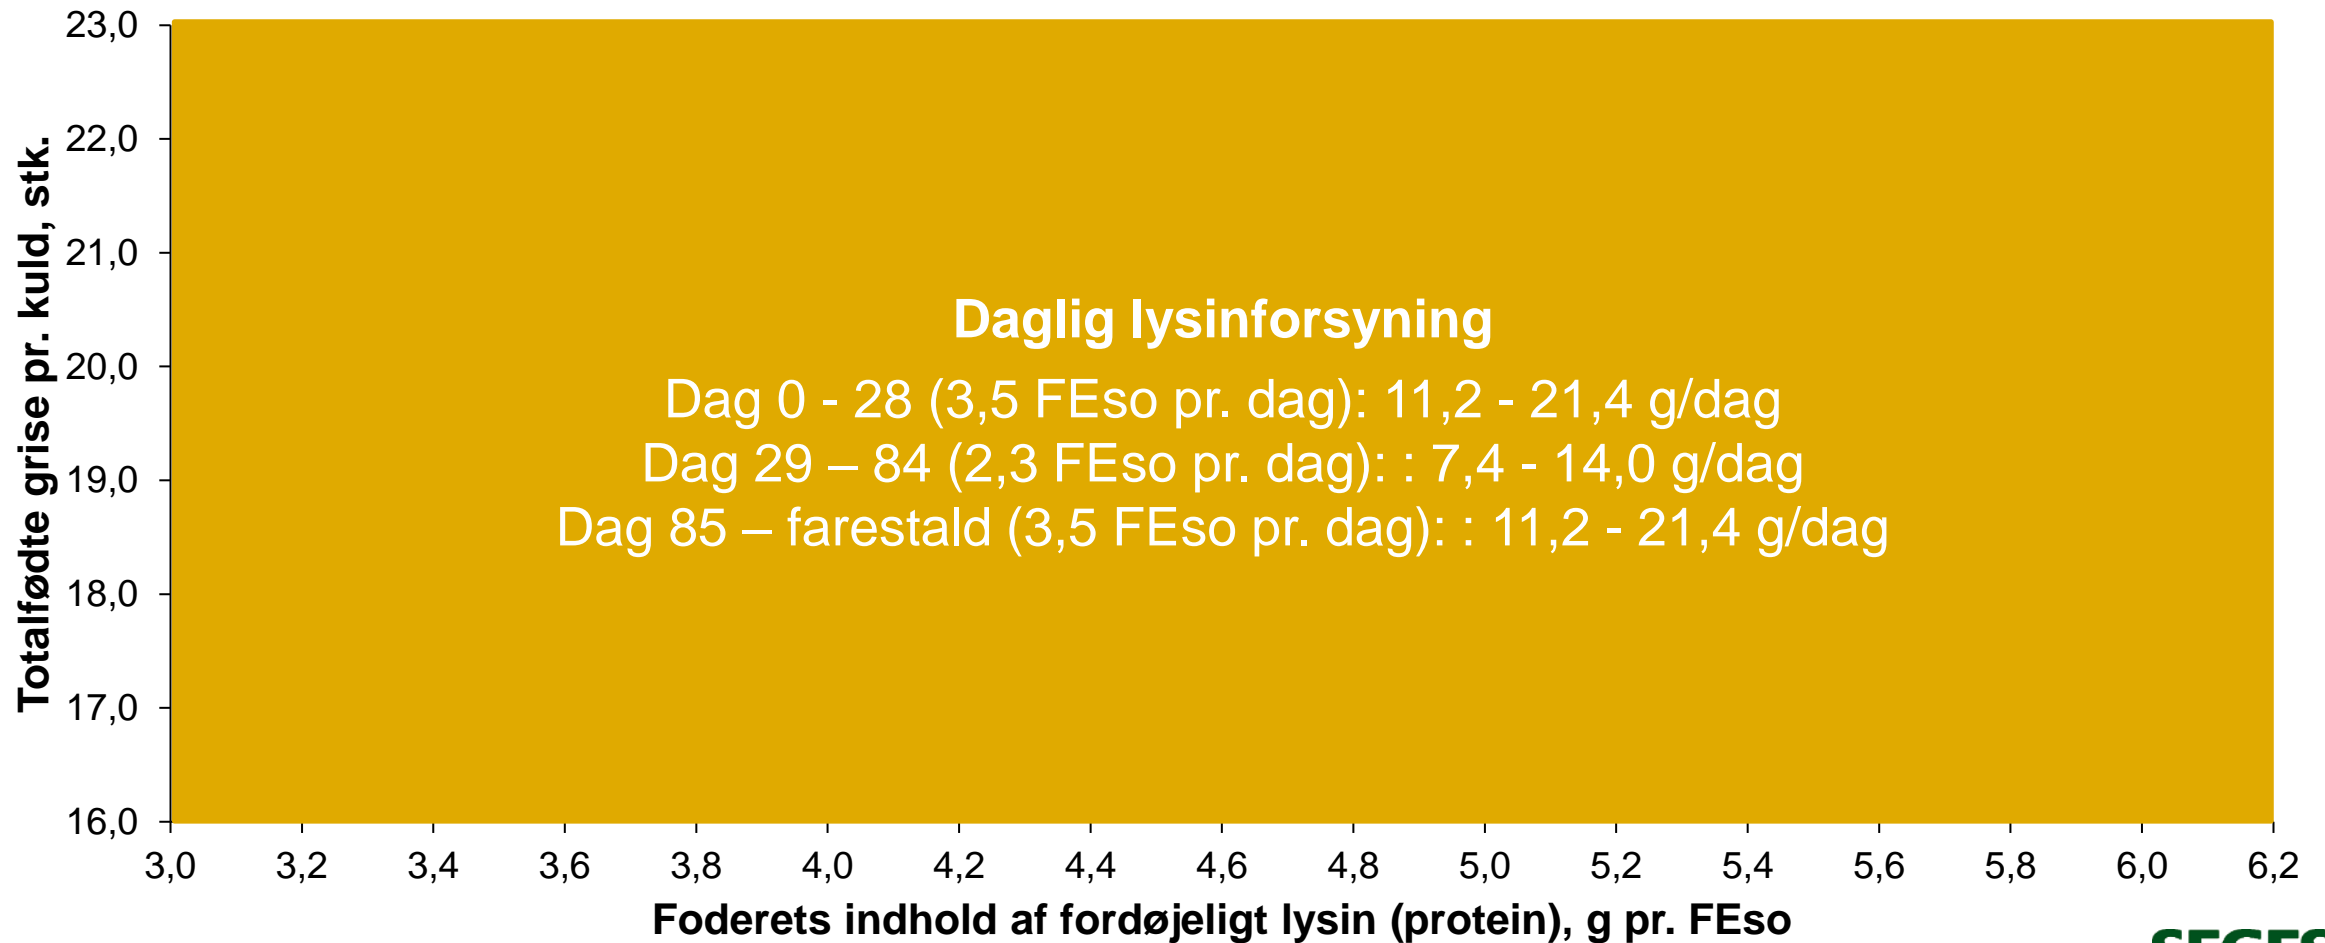 23,0
22,0
21,0
20,0
19,0
18,0
17,0
16,0
Totalfødte grise pr. kuld, stk.
Daglig lysinforsyning
Dag 0 - 28 (3,5 FEso pr. dag): 11,2 - 21,4 g/dag
Dag 29 – 84 (2,3 FEso pr. dag): : 7,4 - 14,0 g/dag
Dag 85 – farestald (3,5 FEso pr. dag): : 11,2 - 21,4 g/dag
3,0 3,2 3,4 3,6 3,8 4,0 4,2 4,4 4,6 4,8 5,0 5,2 5,4 5,6 5,8 6,0 6,2
Foderets indhold af fordøjeligt lysin (protein), g pr. FEso
SEGES